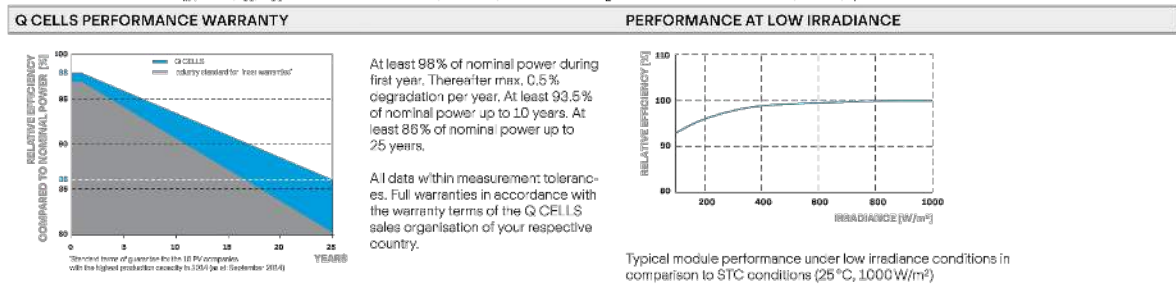 Q CELLS PERFORMANCE WARRANTY
PERFORMANCE AT LOW IRRADIANCE
RELATIVE EFFICIENCY
COMPARED TO NOMINAL POWER [%]
100
98
95
90
86
85
80
Q CELLS
Industry standard for linear warranties*
0
5
10
15
20
25
YEARS
*Standard terms of guarantee for the 10 PV companies
with the highest production capacity in 2014 (as at: September 2014)
At least 98% of nominal power during
first year. Thereafter max. 0.5%
degradation per year. At least 93.5%
of nominal power up to 10 years. At
least 86% of nominal power up to
25 years.
All data within measurement toleranc-
es. Full warranties in accordance with
the warranty terms of the Q CELLS
sales organisation of your respective
country.
RELATIVE EFFICIENCY [%]
110
100
90
80
200
400
600
800
1000
IRRADIANCE [W/m²]
Typical module performance under low irradiance conditions in
comparison to STC conditions (25°C, 1000 W/m²)